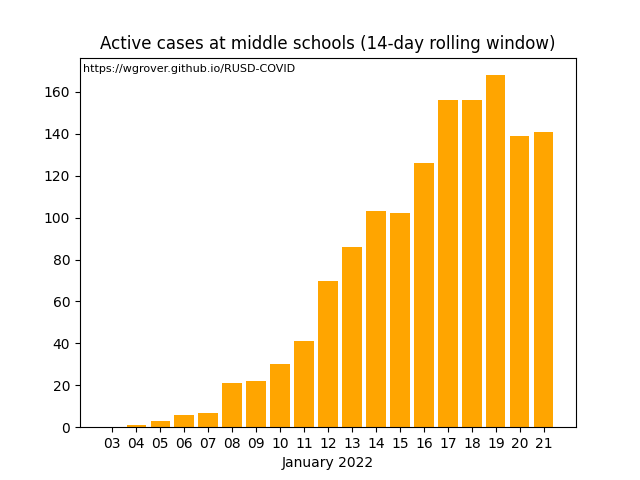 Active cases at middle schools (14-day rolling window)
https://wgrover.github.io/RUSD-COVID
160
140
120
100
80
60
40
20
0
03 04 05 06 07 08 09 10 11 12 13 14 15 16 17 18 19 20 21
January 2022